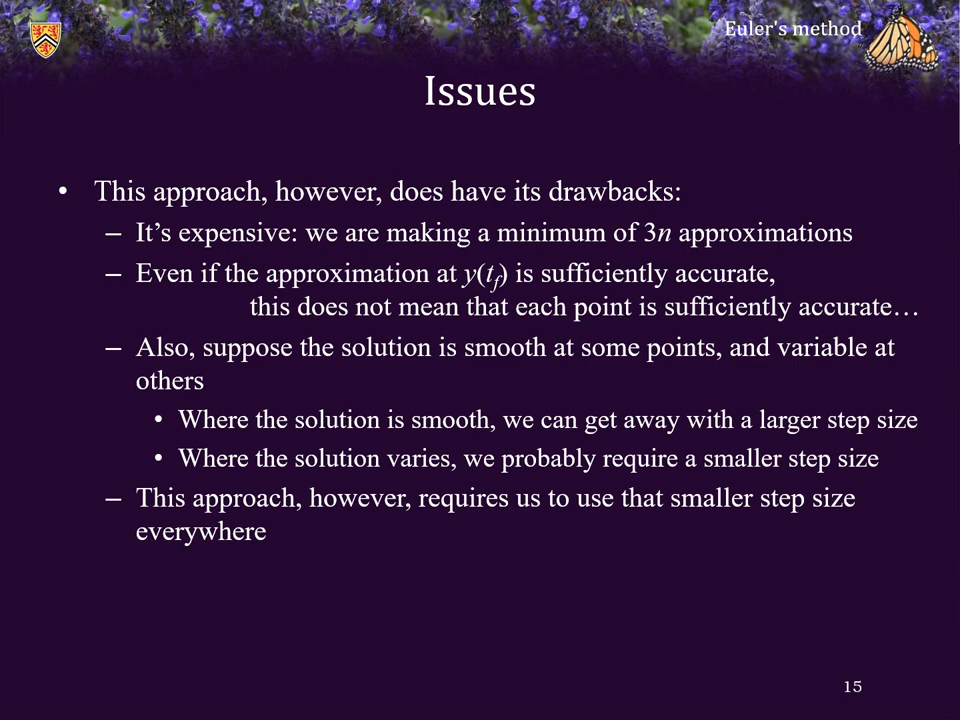 Euler's method
Issues
• This approach, however, does have its drawbacks:
– It’s expensive: we are making a minimum of 3n approximations
– Even if the approximation at y(tf) is sufficiently accurate,
this does not mean that each point is sufficiently accurate…
– Also, suppose the solution is smooth at some points, and variable at
others
• Where the solution is smooth, we can get away with a larger step size
• Where the solution varies, we probably require a smaller step size
– This approach, however, requires us to use that smaller step size
everywhere
15